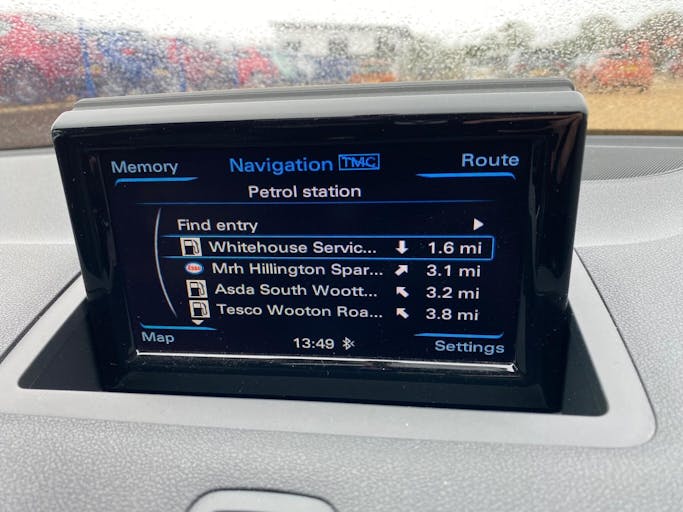 Memory Navigation TMC Route
Petrol station
Find entry
Whitehouse Servic... 1.6 mi
Esso Mrh Hillington Spar... 3.1 mi
Asda South Woott... 3.2 mi
Tesco Wooton Roa... 3.8 mi
Map 13:49 Settings